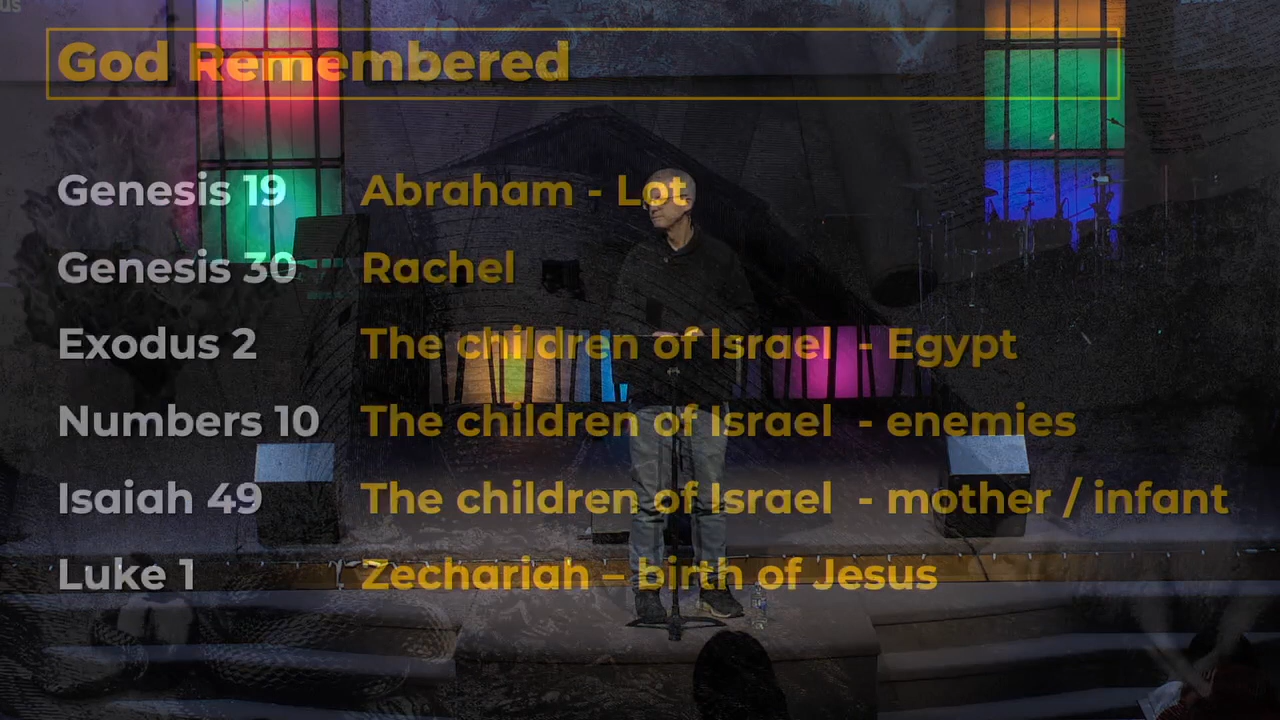 us
God Remembered
Genesis 19 Abraham - Lot
Genesis 30 Rachel
Exodus 2 The children of Israel - Egypt
Numbers 10 The children of Israel - enemies
Isaiah 49 The children of Israel - mother / infant
Luke 1 Zechariah – birth of Jesus